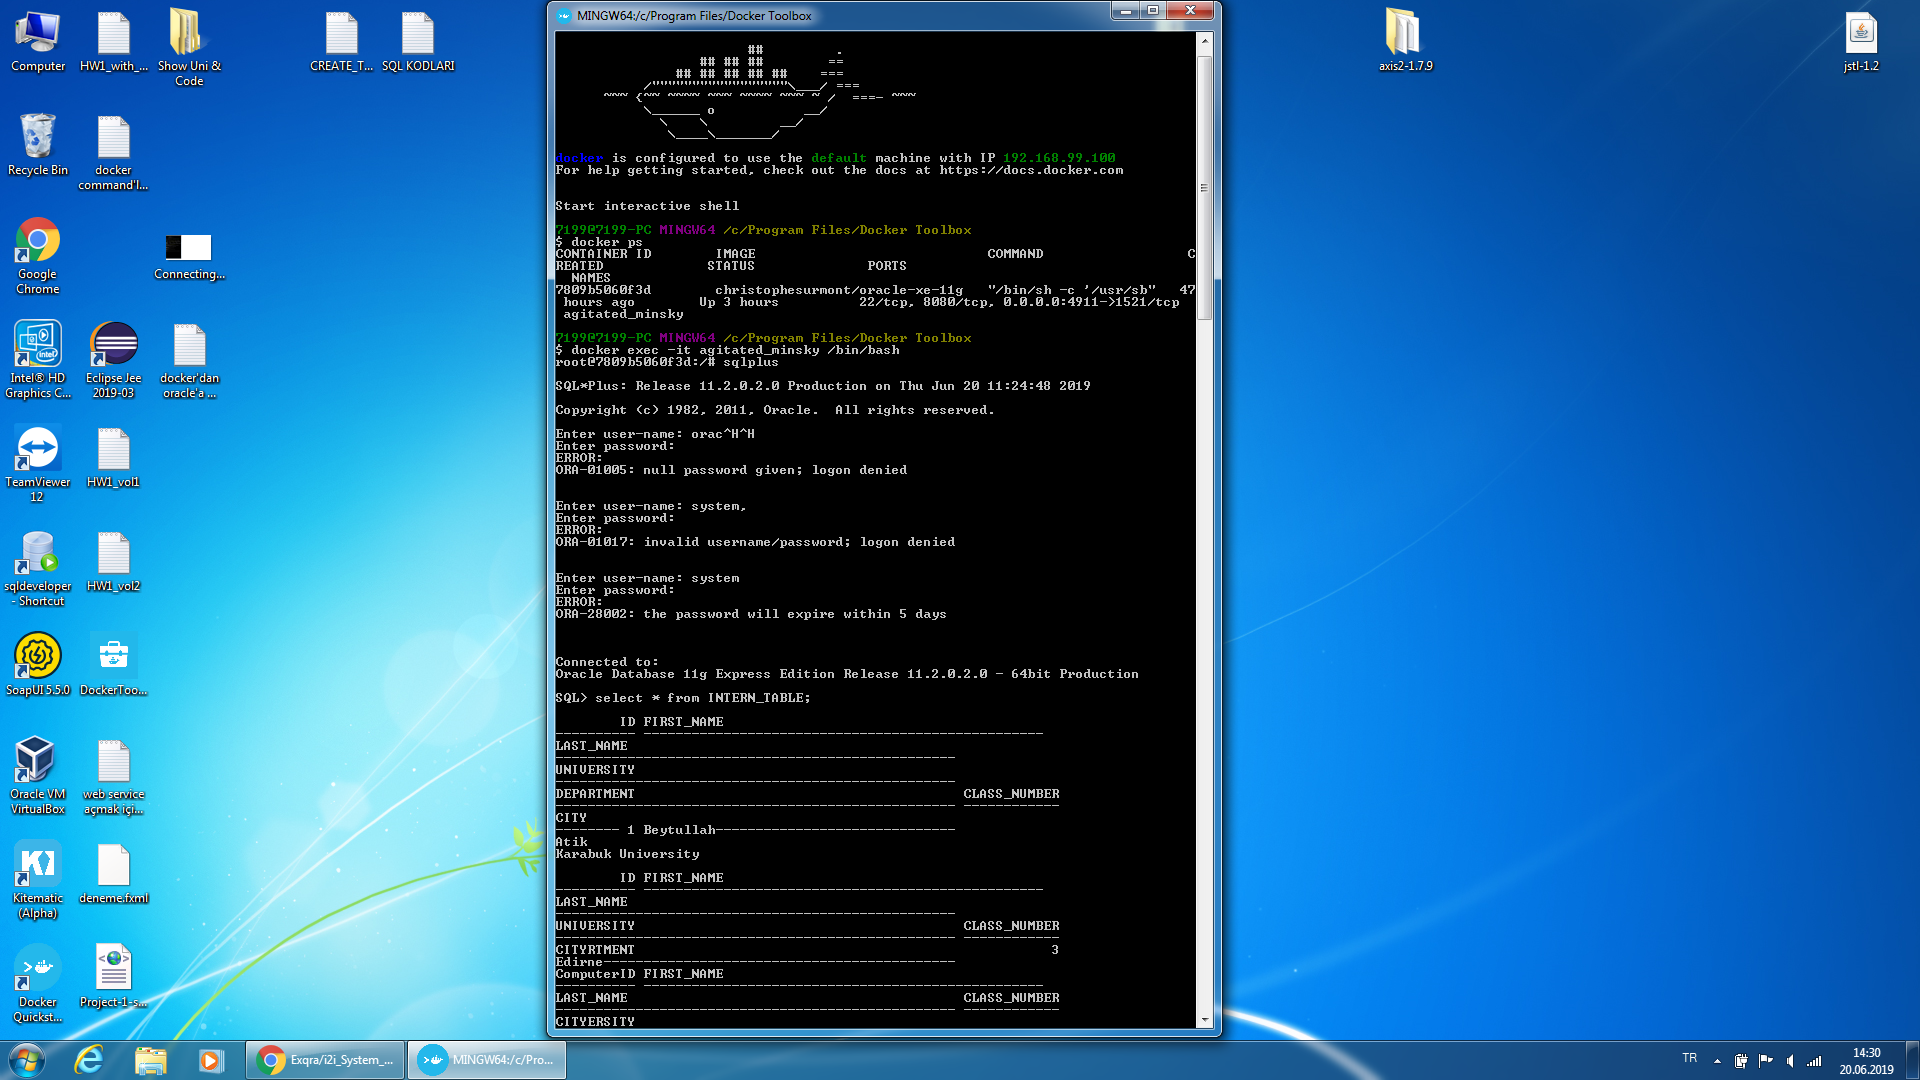 Computer
HW1_with_...
Show Uni &
Code
CREATE_T...
SQL KODLARI
axis2-1.7.9
jstl-1.2
Recycle Bin
docker
command'l...
Google
Chrome
Connecting...
Intel® HD
Graphics C...
Eclipse Jee
2019-03
docker'dan
oracle'a ...
TeamViewer
12
HW1_vol1
sqldeveloper
- Shortcut
HW1_vol2
SoapUI 5.5.0
DockerToo...
Oracle VM
VirtualBox
web service
açmak içi...
Kitematic
(Alpha)
deneme.fxml
Docker
Quickst...
Project-1-s...
MINGW64:/c/Program Files/Docker Toolbox
docker is configured to use the default machine with IP 192.168.99.100
For help getting started, check out the docs at https://docs.docker.com
Start interactive shell
7199@7199-PC MINGW64 /c/Program Files/Docker Toolbox
$ docker ps
CONTAINER ID        IMAGE                             COMMAND                  C
REATED             STATUS              PORTS
  NAMES
7809b5060f3d        christophesurmont/oracle-xe-11g   "/bin/sh -c '/usr/sb"   47
 hours ago        Up 3 hours          22/tcp, 8080/tcp, 0.0.0.0:4911->1521/tcp
 agitated_minsky
7199@7199-PC MINGW64 /c/Program Files/Docker Toolbox
$ docker exec -it agitated_minsky /bin/bash
root@7809b5060f3d:/# sqlplus
SQL*Plus: Release 11.2.0.2.0 Production on Thu Jun 20 11:24:48 2019
Copyright (c) 1982, 2011, Oracle.  All rights reserved.
Enter user-name: orac^H^H
Enter password:
ERROR:
ORA-01005: null password given; logon denied
Enter user-name: system,
Enter password:
ERROR:
ORA-01017: invalid username/password; logon denied
Enter user-name: system
Enter password:
ERROR:
ORA-28002: the password will expire within 5 days
Connected to:
Oracle Database 11g Express Edition Release 11.2.0.2.0 - 64bit Production
SQL> select * from INTERN_TABLE;
        ID FIRST_NAME
LAST_NAME
UNIVERSITY
DEPARTMENT                                         CLASS_NUMBER
CITY
-------- 1 Beytullah------------------------------
Atik
Karabuk University
        ID FIRST_NAME
LAST_NAME
UNIVERSITY                                         CLASS_NUMBER
CITYRTMENT                                                    3
Edirne--------------------------------------------
ComputerID FIRST_NAME
LAST_NAME                                          CLASS_NUMBER
CITYERSITY
Exqra/i2i_System_...
MINGW64:/c/Pro...
TR
14:30
20.06.2019